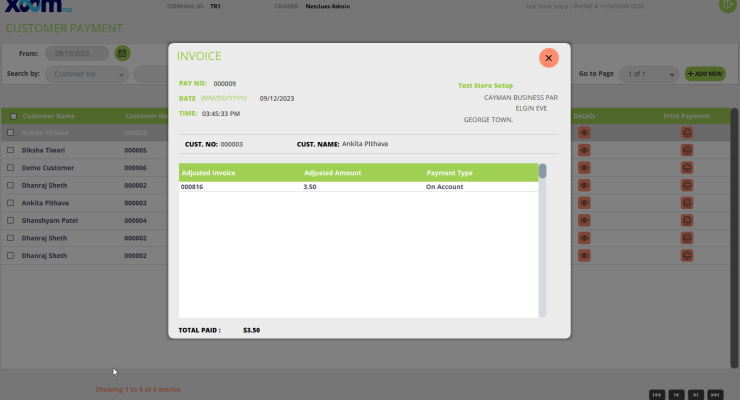 xoom POS TERMINAL ID: TR1 CASHER: Netclues Admin Test Store Setup | PHONE # +1(345)949-0000
CUSTOMER PAYMENT
From: 09/15/2023
Search by: Customer No Go to Page 1 of 1 + ADD NEW
Customer Name Customer No Details Print Payment
Ankita Pithava 000003
Diksha Tiwari 000005
Demo Customer 000006
Dhanraj Sheth 000002
Ankita Pithava 000003
Ghanshyam Patel 000004
Dhanraj Sheth 000002
Dhanraj Sheth 000002
INVOICE
PAY NO: 000009
DATE (MM/DD/YYYY): 09/12/2023
TIME: 03:45:33 PM
Test Store Setup
CAYMAN BUSINESS PAR
ELGIN EVE
GEORGE TOWN,
CUST. NO: 000003 CUST. NAME: Ankita Pithava
Adjusted Invoice Adjusted Amount Payment Type
000816 3.50 On Account
TOTAL PAID : $3.50
Showing 1 to 8 of 8 entries